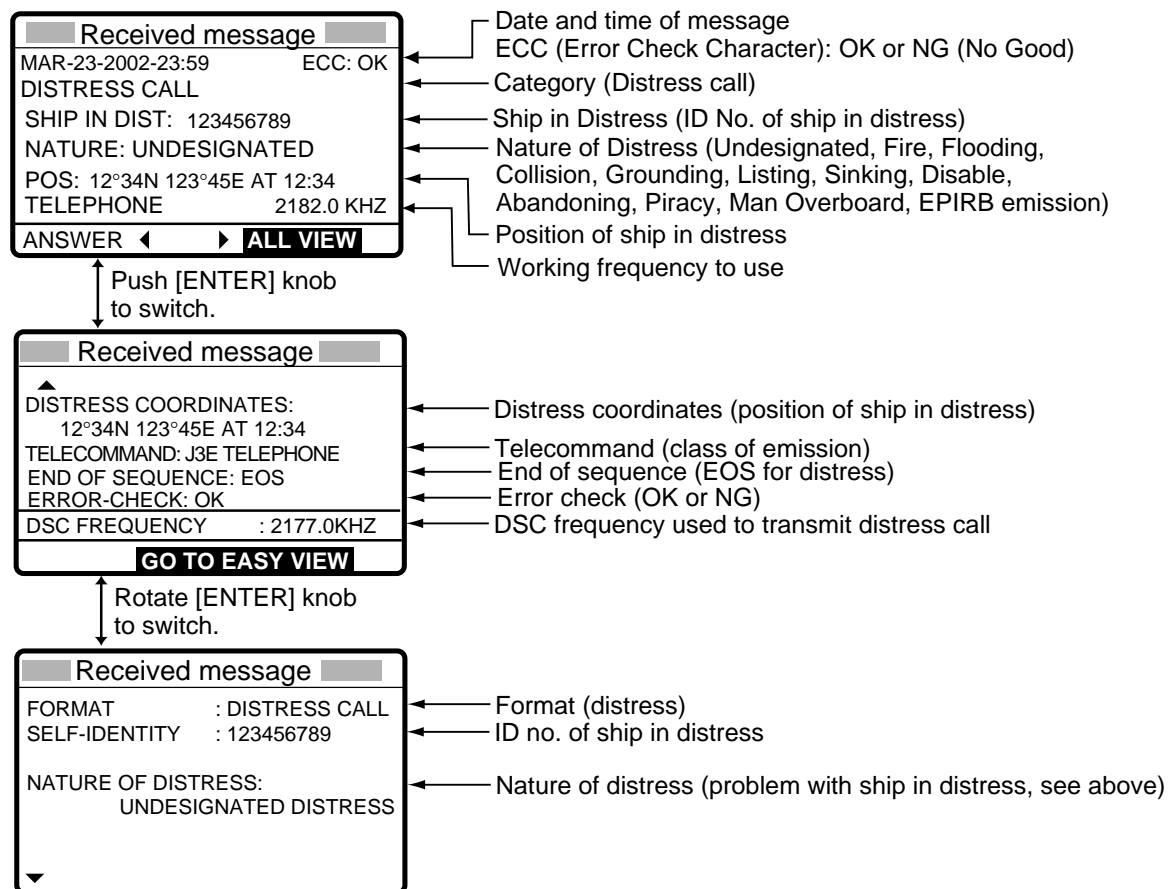 Received message
MAR-23-2002-23:59 ECC: OK
DISTRESS CALL
SHIP IN DIST: 123456789
NATURE: UNDESIGNATED
POS: 12°34N 123°45E AT 12:34
TELEPHONE 2182.0 KHZ
ANSWER ◀ ▶ ALL VIEW
Date and time of message
ECC (Error Check Character): OK or NG (No Good)
Category (Distress call)
Ship in Distress (ID No. of ship in distress)
Nature of Distress (Undesignated, Fire, Flooding,
Collision, Grounding, Listing, Sinking, Disable,
Abandoning, Piracy, Man Overboard, EPIRB emission)
Position of ship in distress
Working frequency to use
Push [ENTER] knob
to switch.
Received message
DISTRESS COORDINATES:
12°34N 123°45E AT 12:34
TELECOMMAND: J3E TELEPHONE
END OF SEQUENCE: EOS
ERROR-CHECK: OK
DSC FREQUENCY : 2177.0KHZ
GO TO EASY VIEW
Distress coordinates (position of ship in distress)
Telecommand (class of emission)
End of sequence (EOS for distress)
Error check (OK or NG)
DSC frequency used to transmit distress call
Rotate [ENTER] knob
to switch.
Received message
FORMAT : DISTRESS CALL
SELF-IDENTITY : 123456789
NATURE OF DISTRESS:
UNDESIGNATED DISTRESS
Format (distress)
ID no. of ship in distress
Nature of distress (problem with ship in distress, see above)